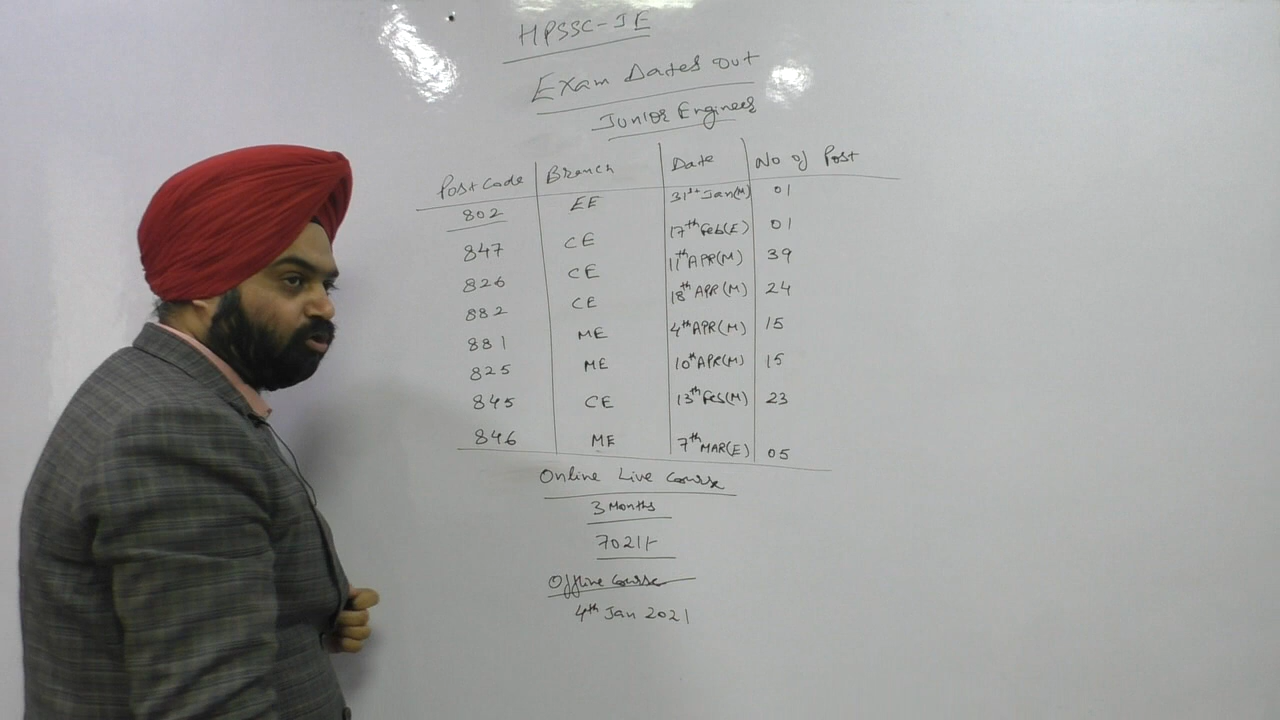 HPSSC-JE
Exam Dates Out
Junior Engineer
Post Code Branch Date No of Post
802 EE 31st Jan(M) 01
847 CE 17th Feb(E) 01
826 CE 11th APR(M) 39
882 CE 18th APR(M) 24
881 ME 4th APR(M) 15
825 ME 10th APR(M) 15
845 CE 13th Feb(M) 23
846 ME 7th MAR(E) 05
Online Live Course
3 Months
7021/-
Offline Course
4th Jan 2021